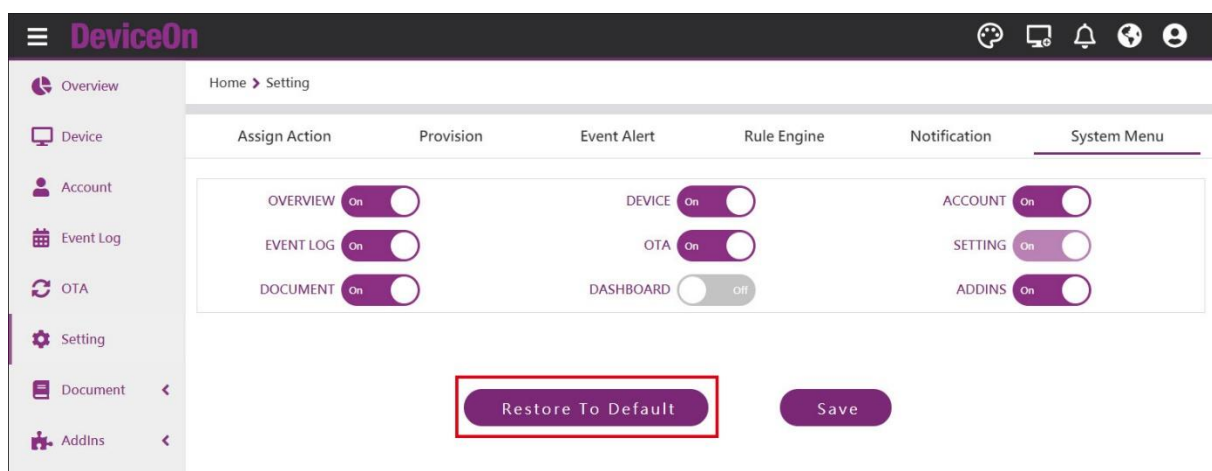 DeviceOn
Overview
Device
Account
Event Log
OTA
Setting
Document
AddIns
Home > Setting
Assign Action Provision Event Alert Rule Engine Notification System Menu
OVERVIEW On DEVICE On ACCOUNT On
EVENT LOG On OTA On SETTING On
DOCUMENT On DASHBOARD Off ADDINS On
Restore To Default Save